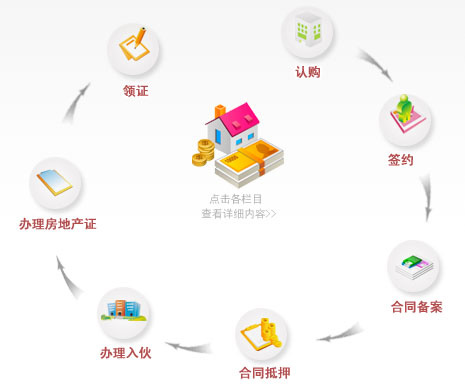 认购
签约
合同备案
合同抵押
办理入伙
办理房地产证
领证
点击各栏目
查看详细内容>>